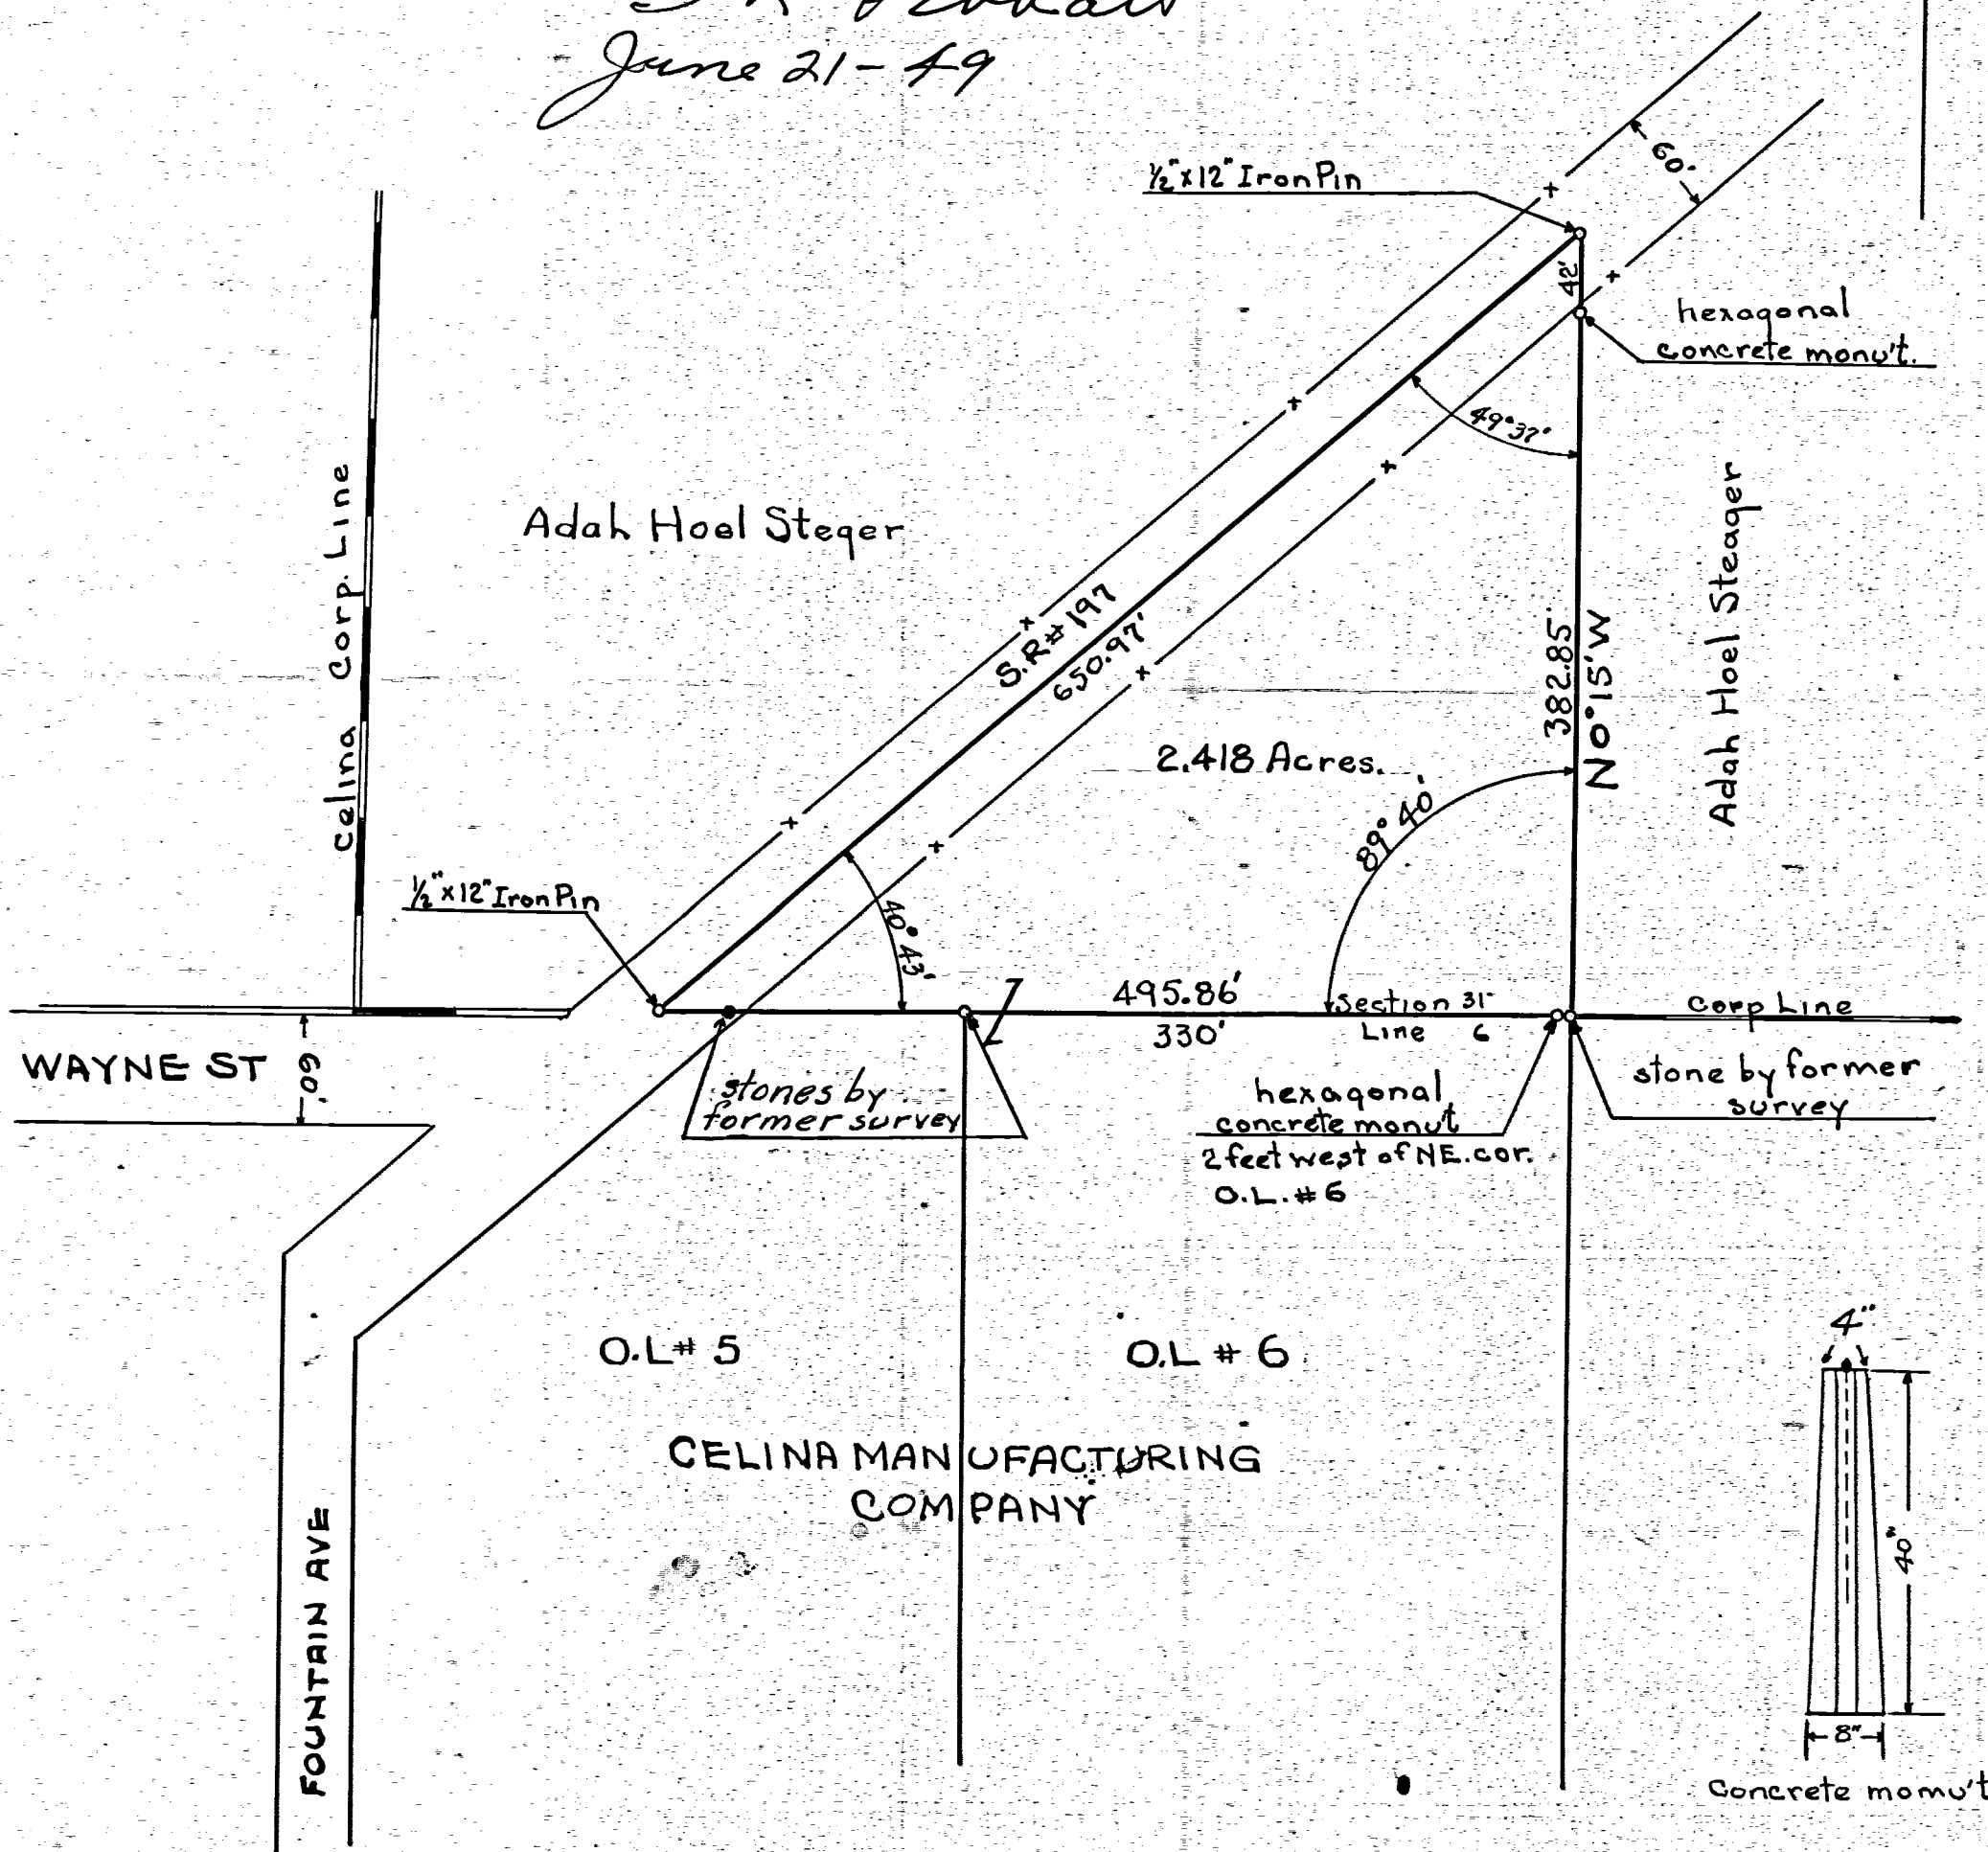 June 21-49
½"x12" Iron Pin
60'
42'
hexagonal
concrete monu't.
49°37'
Adah Hoel Steger
Celina Corp. Line
S.R # 197
650.97'
382.85'
N 0°15' W
Adah Hoel Steager
2.418 Acres.
89° 40'
½"x12" Iron Pin
40° 43'
495.86'
330'
Section 31
Line 6
Corp Line
WAYNE ST
60'
stones by
former survey
hexagonal
concrete monut
2 feet west of NE. cor.
O.L. # 6
stone by former
survey
O.L # 5
O.L # 6
CELINA MANUFACTURING
COMPANY
FOUNTAIN AVE
4"
40"
8"
Concrete momu't